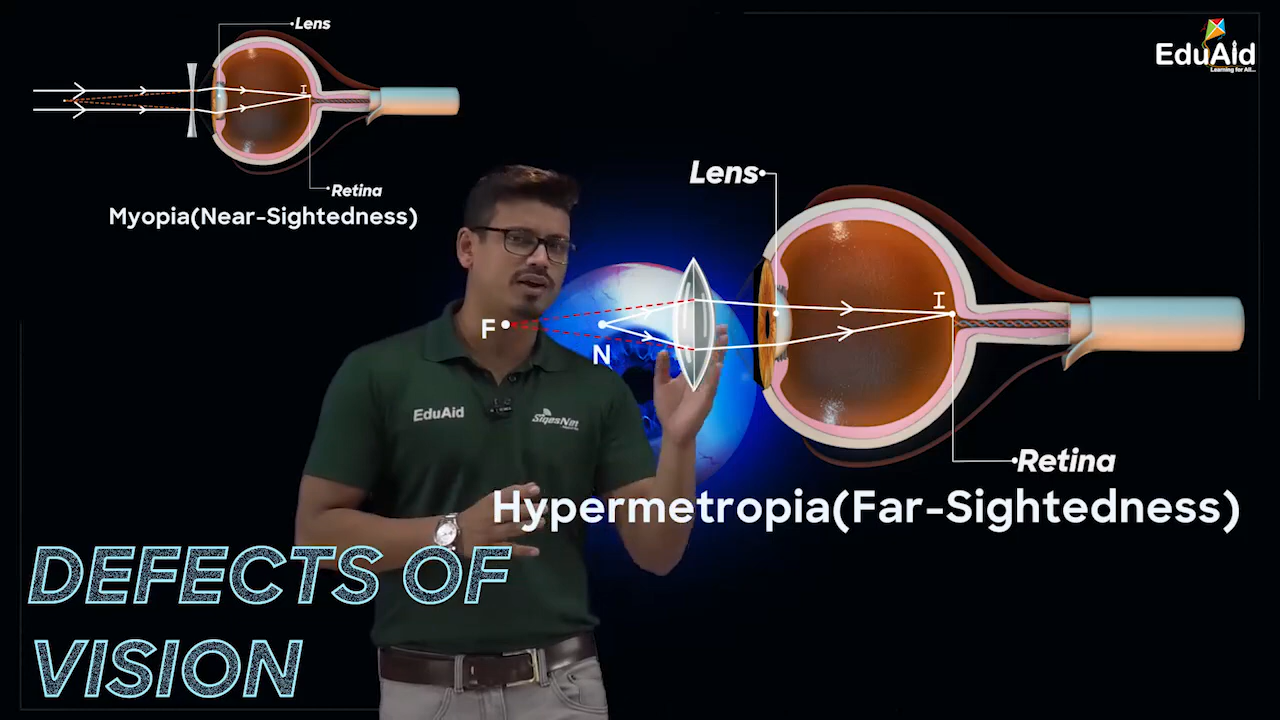 Lens
I
Retina
Myopia(Near-Sightedness)
EduAid
Learning for All...
Lens
I
F
N
Retina
Hypermetropia(Far-Sightedness)
EduAid
DEFECTS OF
VISION